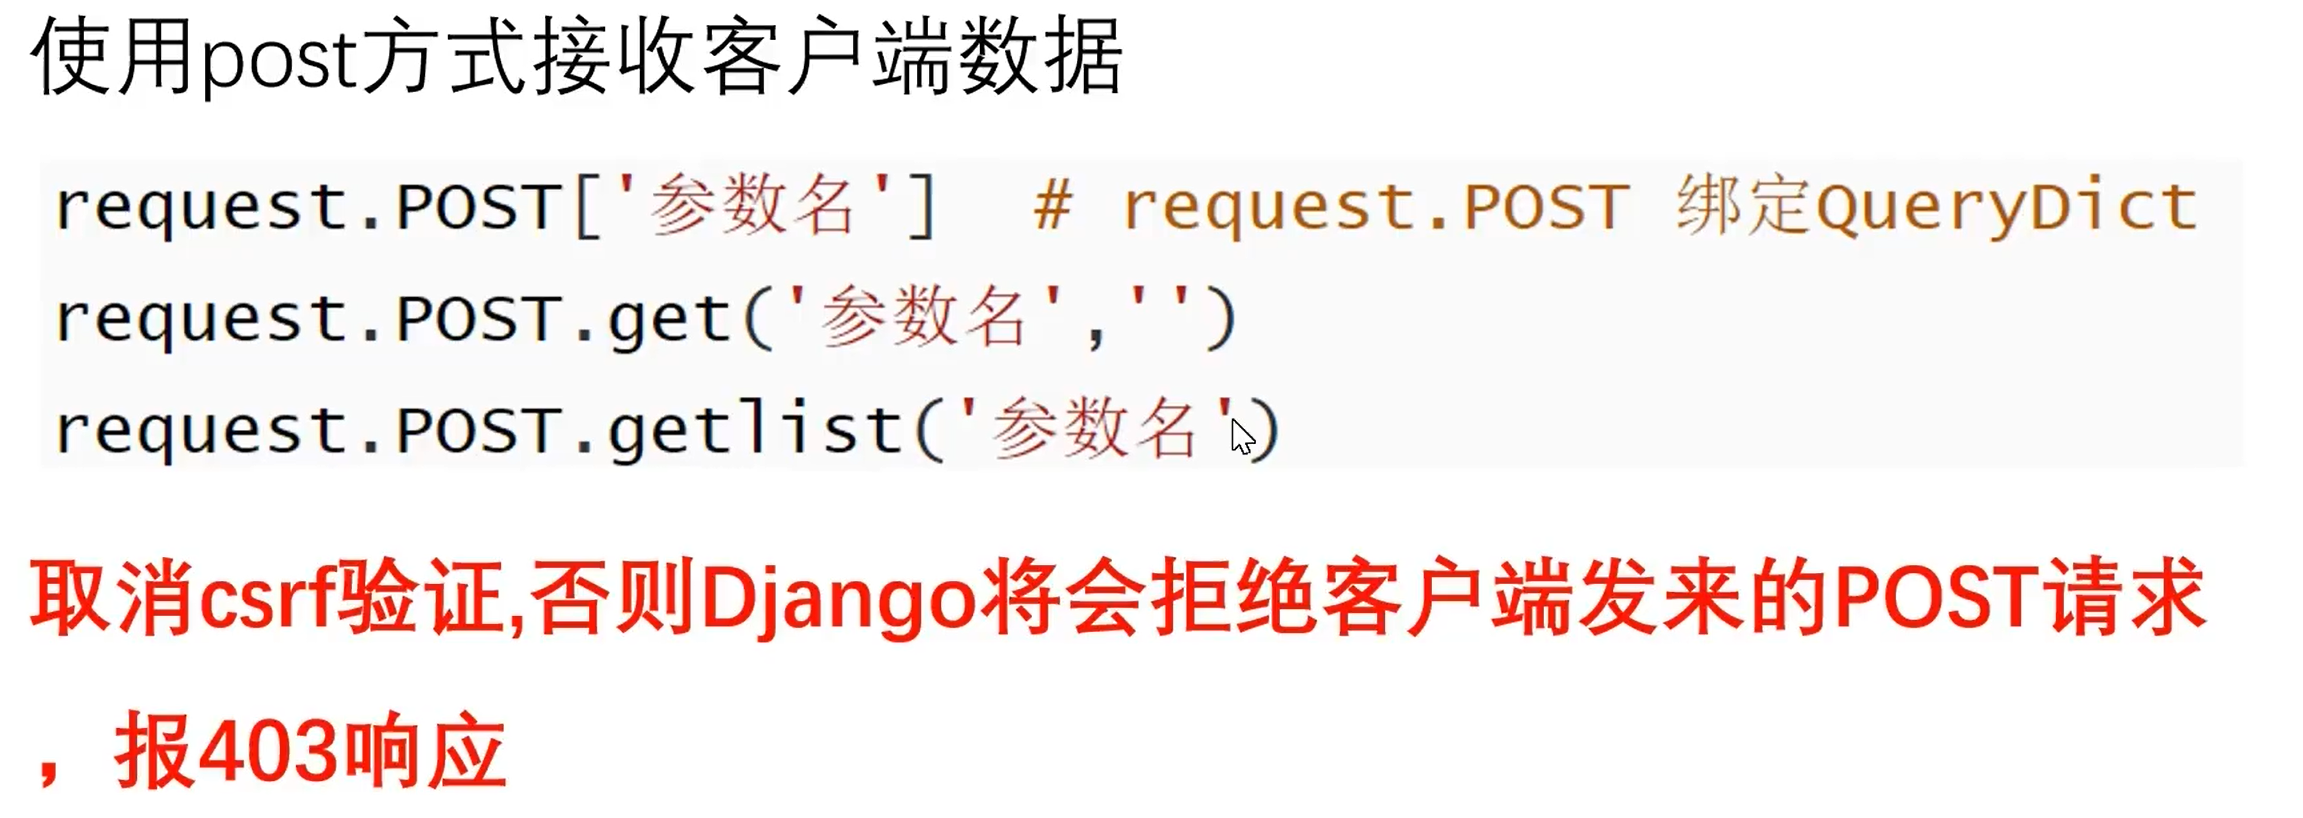 使用post方式接收客户端数据
request.POST['参数名']  # request.POST 绑定QueryDict
request.POST.get('参数名','')
request.POST.getlist('参数名')
取消csrf验证,否则Django将会拒绝客户端发来的POST请求
，报403响应